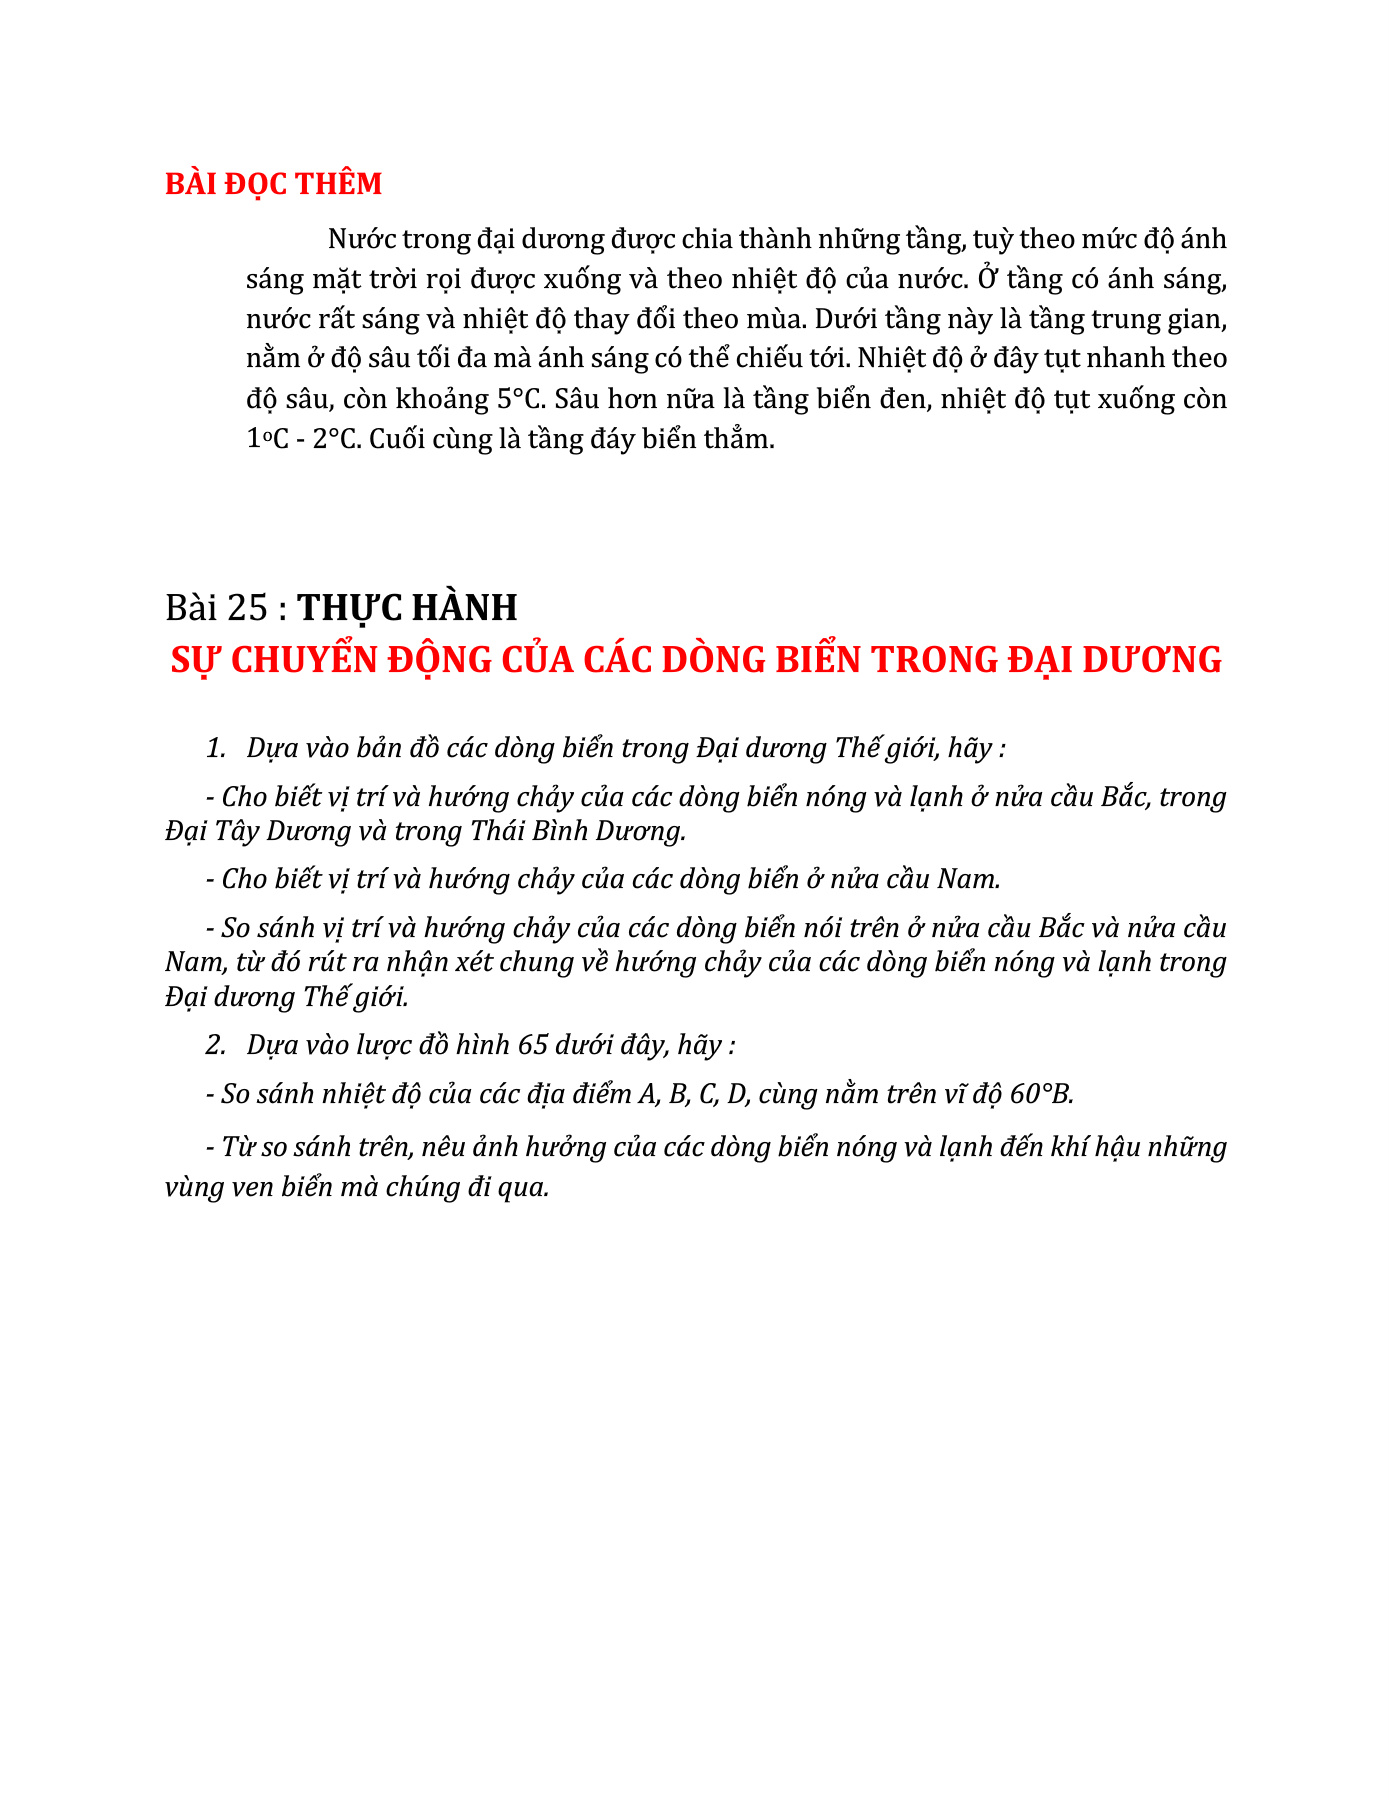 BÀI ĐỌC THÊM
Nước trong đại dương được chia thành những tầng, tuỳ theo mức độ ánh
sáng mặt trời rọi được xuống và theo nhiệt độ của nước. Ở tầng có ánh sáng,
nước rất sáng và nhiệt độ thay đổi theo mùa. Dưới tầng này là tầng trung gian,
nằm ở độ sâu tối đa mà ánh sáng có thể chiếu tới. Nhiệt độ ở đây tụt nhanh theo
độ sâu, còn khoảng 5°C. Sâu hơn nữa là tầng biển đen, nhiệt độ tụt xuống còn
1ºC - 2°C. Cuối cùng là tầng đáy biển thẳm.
Bài 25 : THỰC HÀNH
SỰ CHUYỂN ĐỘNG CỦA CÁC DÒNG BIỂN TRONG ĐẠI DƯƠNG
1. Dựa vào bản đồ các dòng biển trong Đại dương Thế giới, hãy :
- Cho biết vị trí và hướng chảy của các dòng biển nóng và lạnh ở nửa cầu Bắc, trong
Đại Tây Dương và trong Thái Bình Dương.
- Cho biết vị trí và hướng chảy của các dòng biển ở nửa cầu Nam.
- So sánh vị trí và hướng chảy của các dòng biển nói trên ở nửa cầu Bắc và nửa cầu
Nam, từ đó rút ra nhận xét chung về hướng chảy của các dòng biển nóng và lạnh trong
Đại dương Thế giới.
2. Dựa vào lược đồ hình 65 dưới đây, hãy :
- So sánh nhiệt độ của các địa điểm A, B, C, D, cùng nằm trên vĩ độ 60°B.
- Từ so sánh trên, nêu ảnh hưởng của các dòng biển nóng và lạnh đến khí hậu những
vùng ven biển mà chúng đi qua.